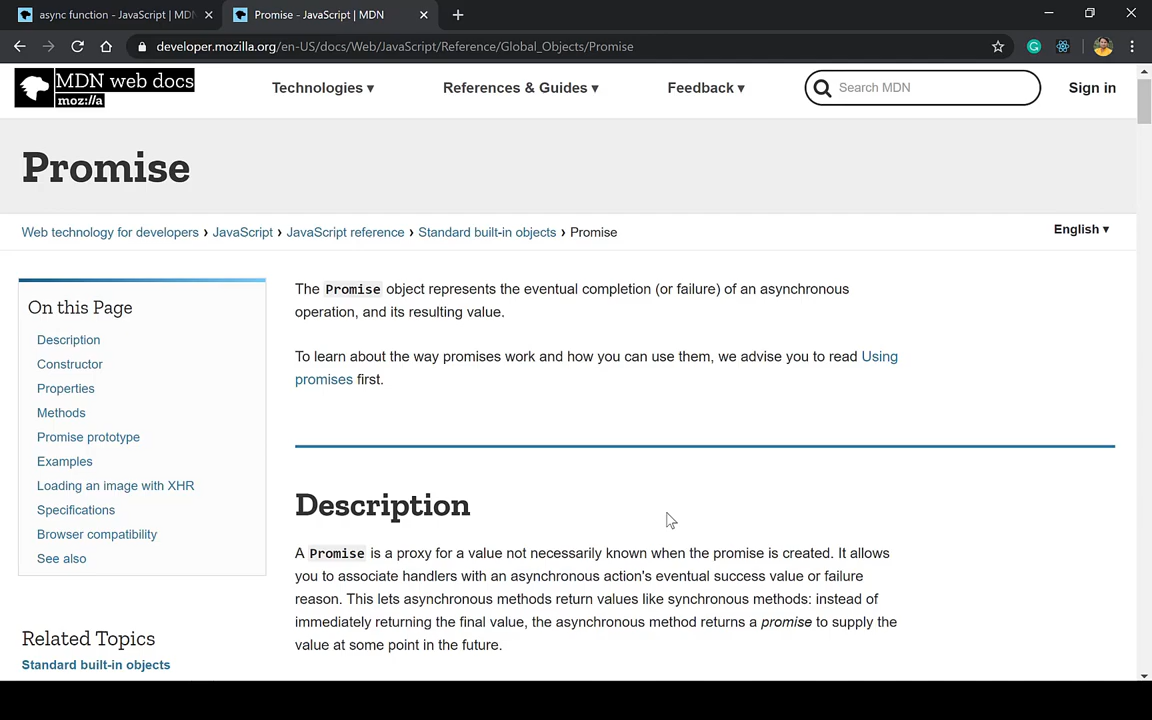 async function - JavaScript | MD
Promise - JavaScript | MDN
developer.mozilla.org/en-US/docs/Web/JavaScript/Reference/Global_Objects/Promise
MDN web docs
moz://a
Technologies ▾
References & Guides ▾
Feedback ▾
Search MDN
Sign in
Promise
Web technology for developers › JavaScript › JavaScript reference › Standard built-in objects › Promise
English ▾
On this Page
Description
Constructor
Properties
Methods
Promise prototype
Examples
Loading an image with XHR
Specifications
Browser compatibility
See also
Related Topics
Standard built-in objects
The Promise object represents the eventual completion (or failure) of an asynchronous
operation, and its resulting value.
To learn about the way promises work and how you can use them, we advise you to read Using
promises first.
Description
A Promise is a proxy for a value not necessarily known when the promise is created. It allows
you to associate handlers with an asynchronous action's eventual success value or failure
reason. This lets asynchronous methods return values like synchronous methods: instead of
immediately returning the final value, the asynchronous method returns a promise to supply the
value at some point in the future.